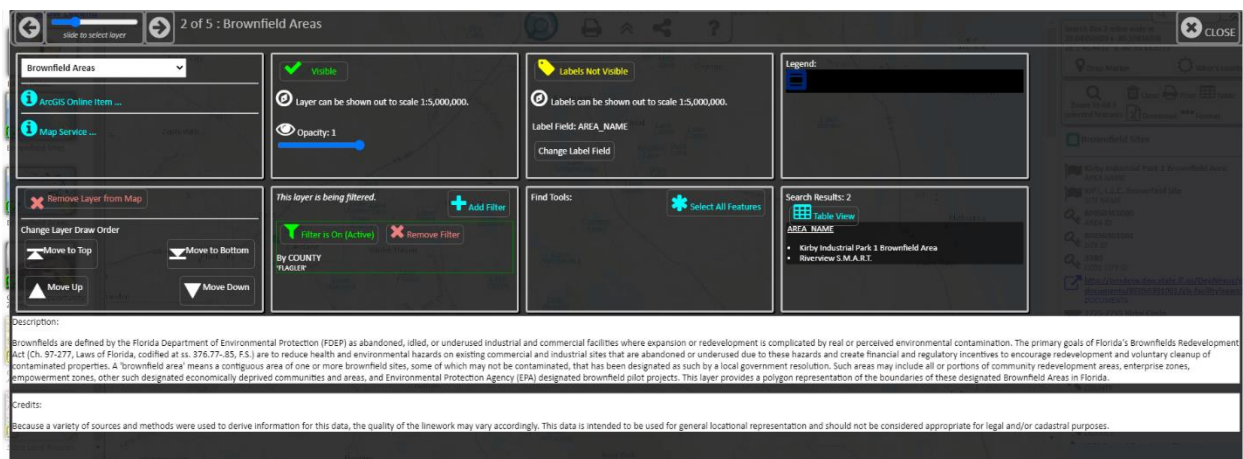 slide to select layer
2 of 5 : Brownfield Areas
CLOSE
Brownfield Areas
ArcGIS Online Item ...
Map Service ...
Visible
Layer can be shown out to scale 1:5,000,000.
Opacity: 1
Labels Not Visible
Labels can be shown out to scale 1:5,000,000.
Label Field: AREA_NAME
Change Label Field
Legend:
Remove Layer from Map
Change Layer Draw Order
Move to Top
Move to Bottom
Move Up
Move Down
This layer is being filtered.
Add Filter
Filter is On (Active)
Remove Filter
By COUNTY
'FLAGLER'
Find Tools:
Select All Features
Search Results: 2
Table View
AREA_NAME
Kirby Industrial Park 1 Brownfield Area
Riverview S.M.A.R.T.
Brownfield Sites
Kirby Industrial Park 1 Brownfield Area
Description:
Brownfields are defined by the Florida Department of Environmental Protection (FDEP) as abandoned, idled, or underused industrial and commercial facilities where expansion or redevelopment is complicated by real or perceived environmental contamination. The primary goals of Florida's Brownfields Redevelopment
Act (Ch. 97-277, Laws of Florida, codified at ss. 376.77-.85, F.S.) are to reduce health and environmental hazards on existing commercial and industrial sites that are abandoned or underused due to these hazards and create financial and regulatory incentives to encourage redevelopment and voluntary cleanup of
contaminated properties. A 'brownfield area' means a contiguous area of one or more brownfield sites, some of which may not be contaminated, that has been designated as such by a local government resolution. Such areas may include all or portions of community redevelopment areas, enterprise zones,
empowerment zones, other such designated economically deprived communities and areas, and Environmental Protection Agency (EPA) designated brownfield pilot projects. This layer provides a polygon representation of the boundaries of these designated Brownfield Areas in Florida.
Credits:
Because a variety of sources and methods were used to derive information for this data, the quality of the linework may vary accordingly. This data is intended to be used for general locational representation and should not be considered appropriate for legal and/or cadastral purposes.